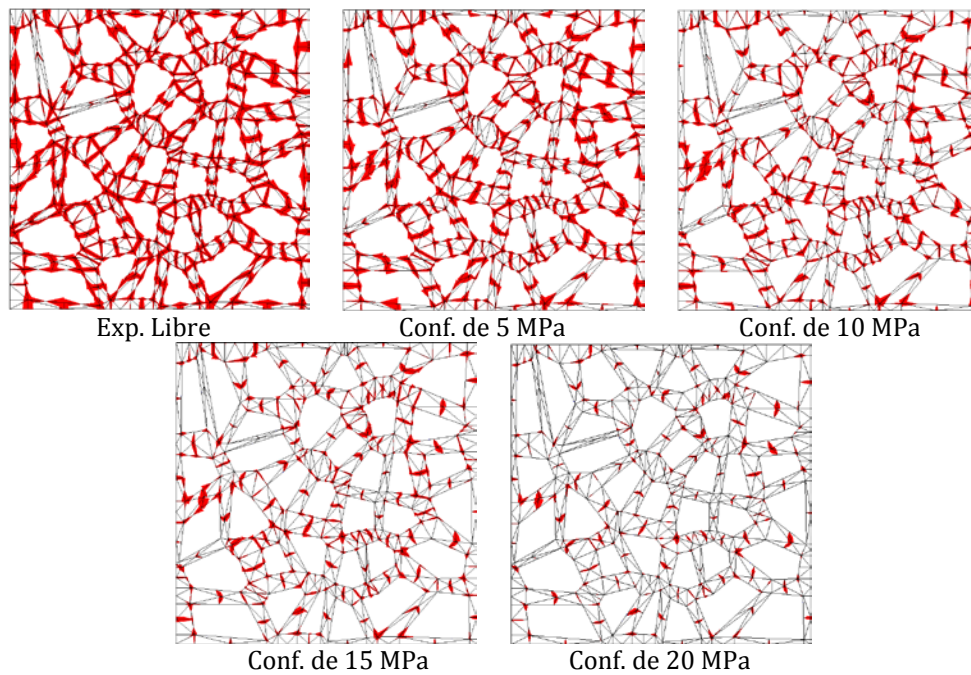 Exp. Libre
Conf. de 5 MPa
Conf. de 10 MPa
Conf. de 15 MPa
Conf. de 20 MPa